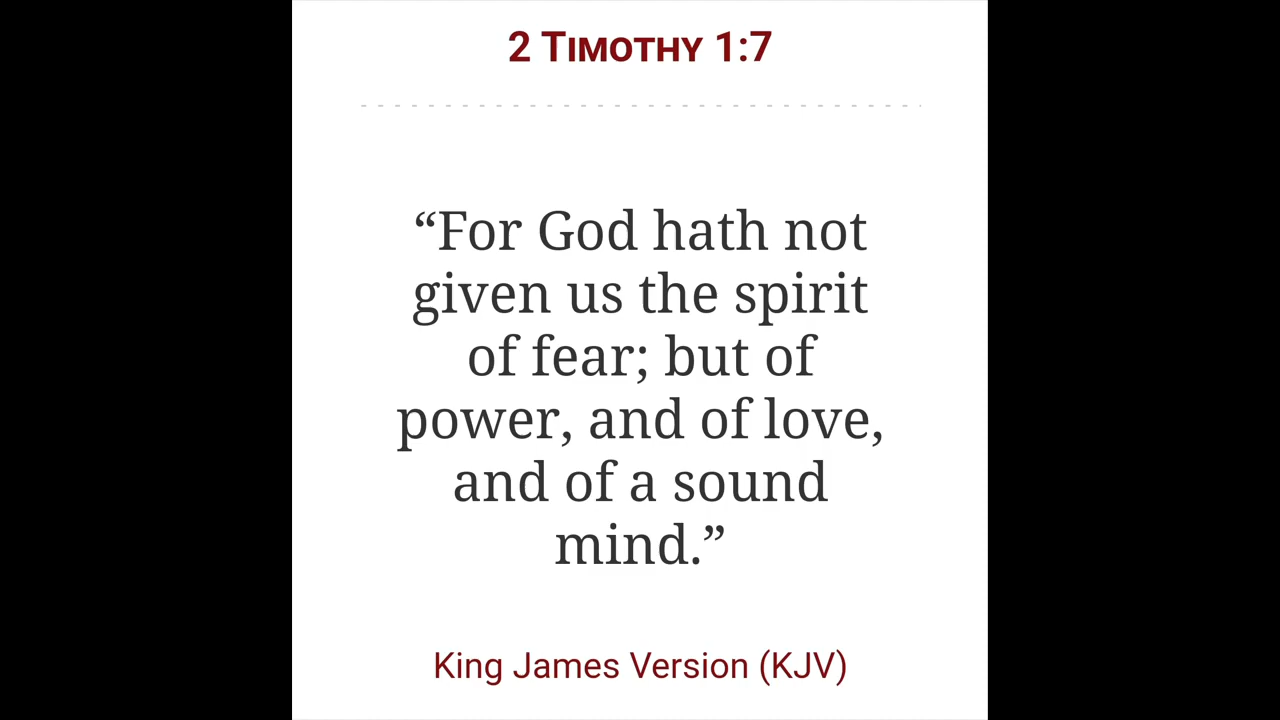 2 Timothy 1:7
“For God hath not
given us the spirit
of fear; but of
power, and of love,
and of a sound
mind.”
King James Version (KJV)